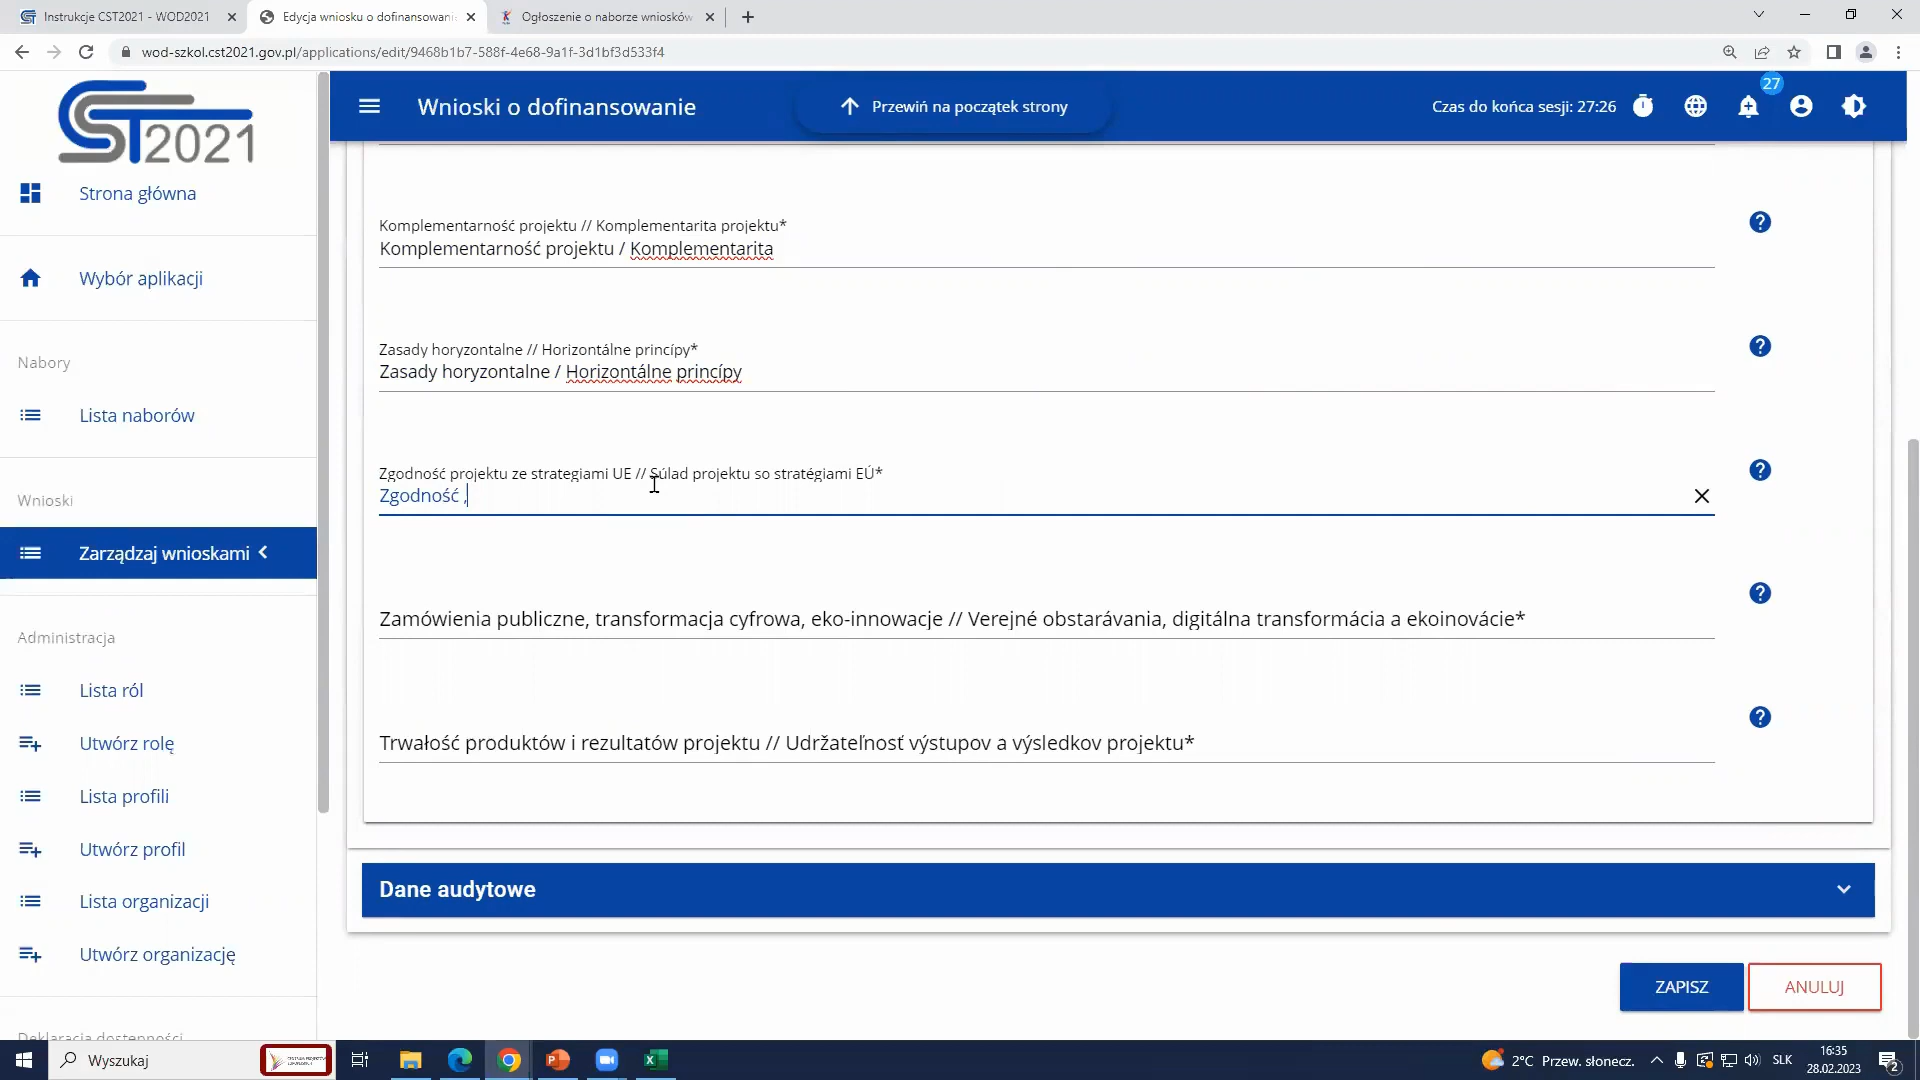 Instrukcje CST2021 - WOD2021
Edycja wniosku o dofinansowani
Ogłoszenie o naborze wniosków
wod-szkol.cst2021.gov.pl/applications/edit/9468b1b7-588f-4e68-9a1f-3d1bf3d533f4
CST2021
Wnioski o dofinansowanie
Przewiń na początek strony
Czas do końca sesji: 27:26
27
Strona główna
Wybór aplikacji
Nabory
Lista naborów
Wnioski
Zarządzaj wnioskami
Administracja
Lista ról
Utwórz rolę
Lista profili
Utwórz profil
Lista organizacji
Utwórz organizację
Deklaracja dostępności
Komplementarność projektu // Komplementarita projektu*
Komplementarność projektu / Komplementarita
Zasady horyzontalne // Horizontálne princípy*
Zasady horyzontalne / Horizontálne princípy
Zgodność projektu ze strategiami UE // Súlad projektu so stratégiami EÚ*
Zgodność ,
Zamówienia publiczne, transformacja cyfrowa, eko-innowacje // Verejné obstarávania, digitálna transformácia a ekoinovácie*
Trwałość produktów i rezultatów projektu // Udržateľnosť výstupov a výsledkov projektu*
Dane audytowe
ZAPISZ
ANULUJ
Wyszukaj
2°C Przew. słonecz.
SLK
16:35
28.02.2023
2